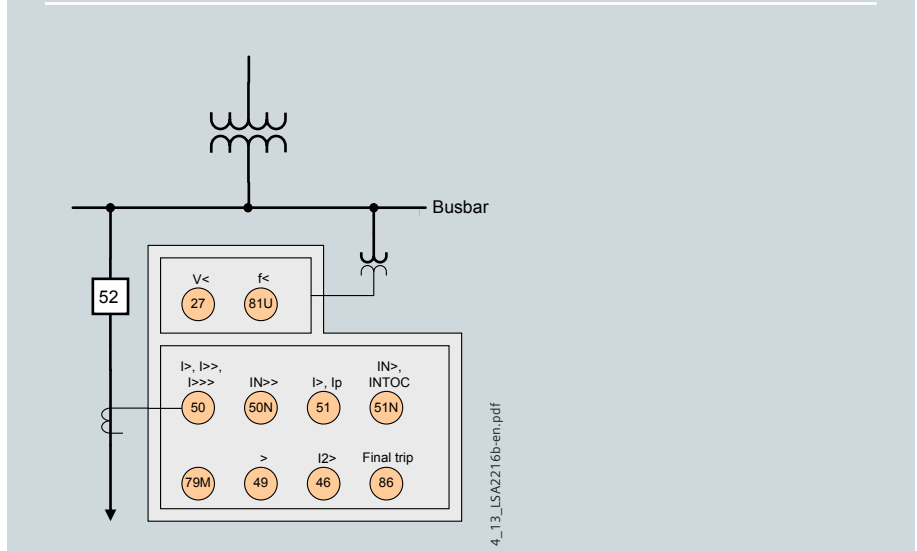 Busbar
52
V<
f<
27
81U
I>, I>>,
I>>>
IN>>
I>, Ip
IN>,
INTOC
50
50N
51
51N
>
I2>
Final trip
79M
49
46
86
4_13_LSA2216b-en.pdf